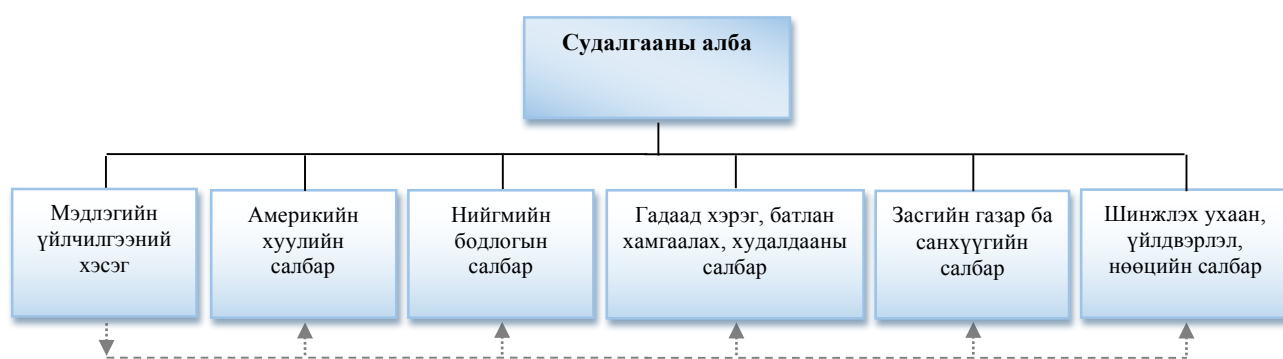 Судалгааны алба
Мэдлэгийн
үйлчилгээний
хэсэг
Америкийн
хуулийн
салбар
Нийгмийн
бодлогын
салбар
Гадаад хэрэг, батлан
хамгаалах, худалдааны
салбар
Засгийн газар ба
санхүүгийн
салбар
Шинжлэх ухаан,
үйлдвэрлэл,
нөөцийн салбар